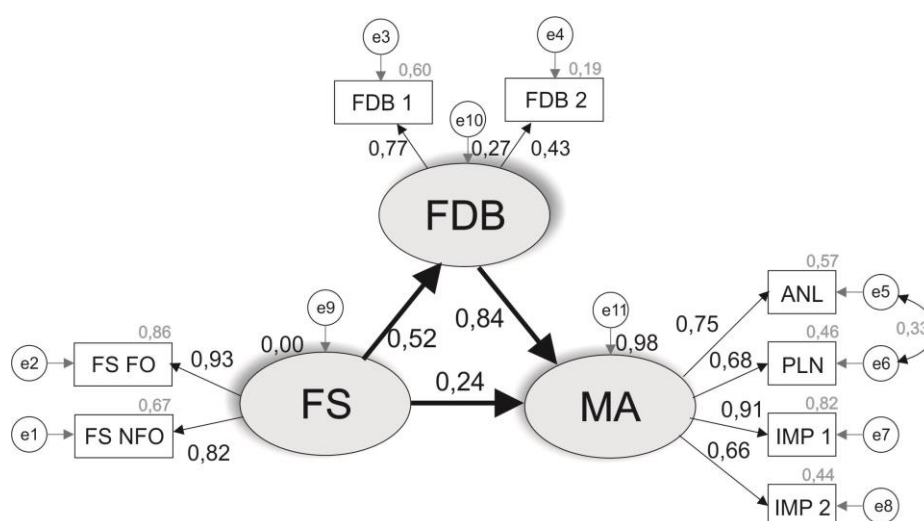 e3
e4
0,60
0,19
FDB 1
FDB 2
e10
0,77
0,27
0,43
FDB
e9
e11
0,57
ANL
e5
0,86
0,00
0,52
0,84
0,98
0,75
0,33
e2
FS FO
0,93
0,46
0,68
PLN
e6
0,67
FS
0,24
MA
0,91
0,82
e1
FS NFO
0,82
IMP 1
e7
0,66
0,44
IMP 2
e8